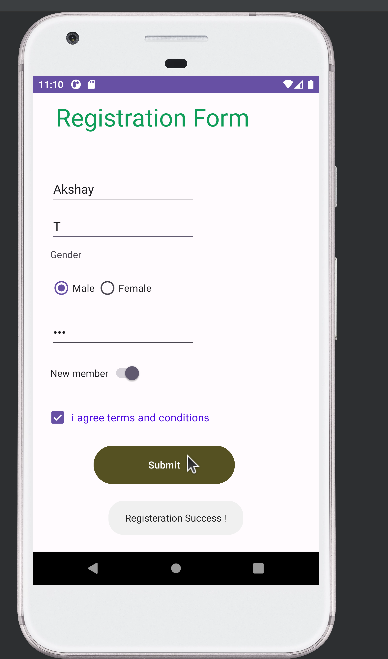 11:10
Registration Form
Akshay
T
Gender
Male Female
•••
New member
i agree terms and conditions
Submit
Registeration Success !